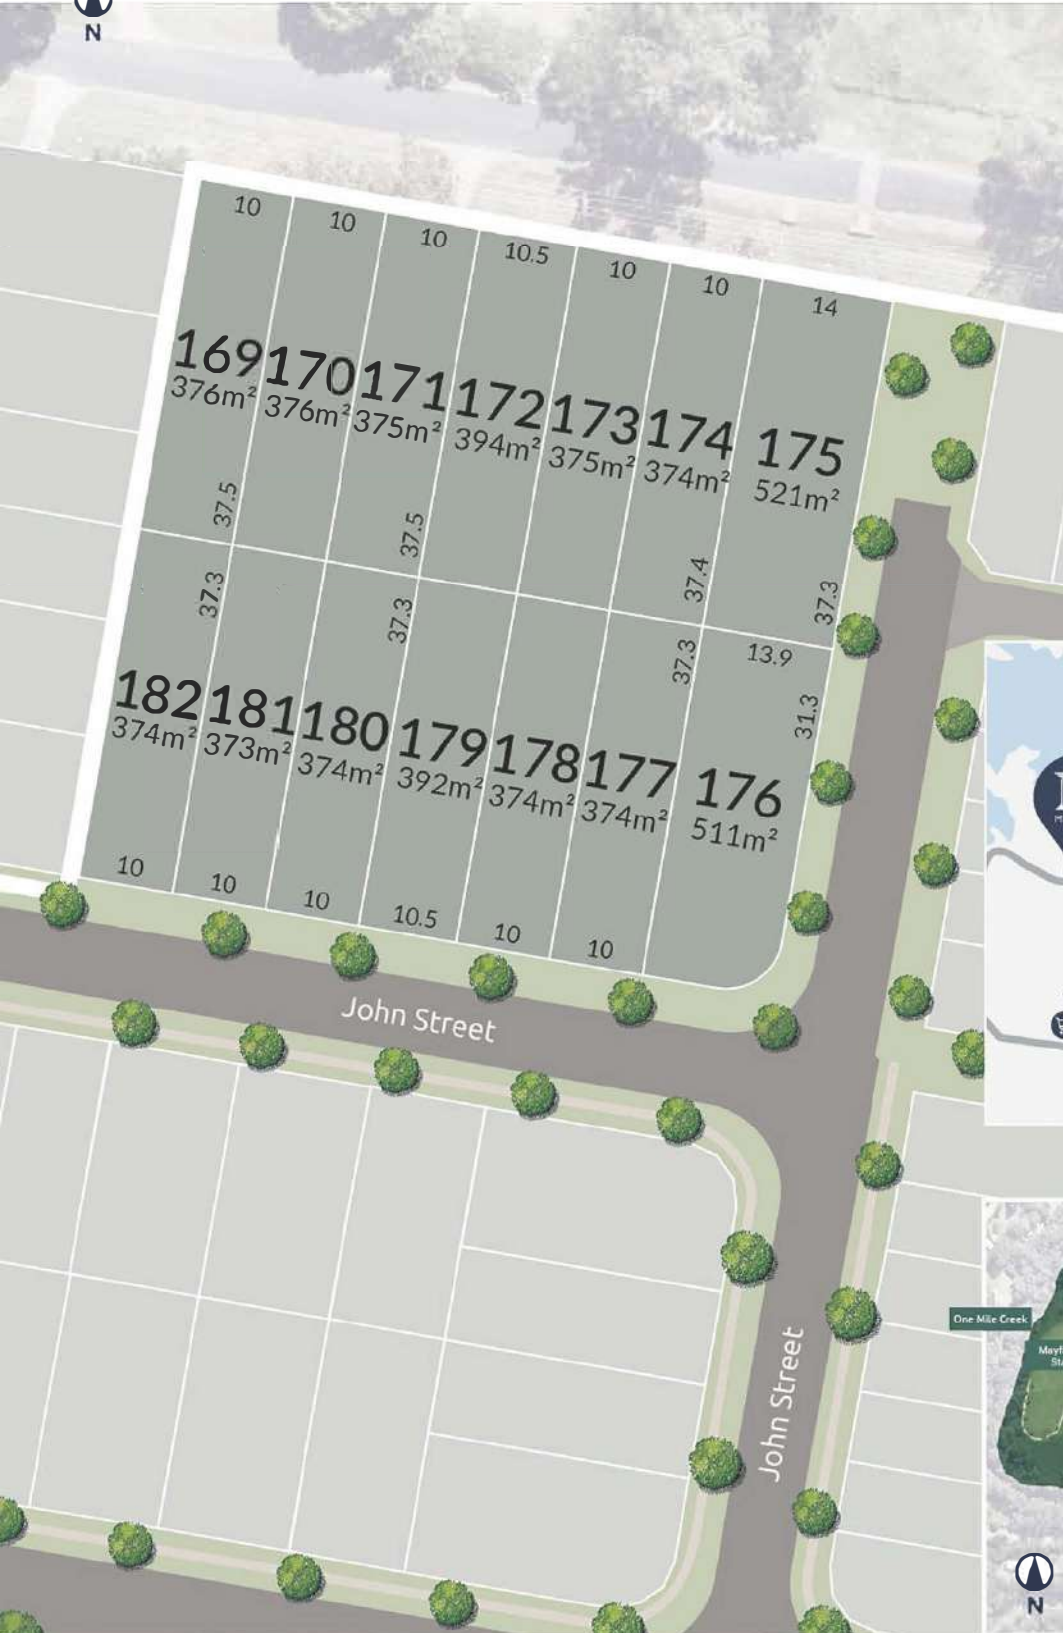 N
10
10
10
10.5
10
10
14
169
376m²
170
376m²
171
375m²
172
394m²
173
375m²
174
374m²
175
521m²
37.5
37.5
37.4
37.3
37.3
37.3
37.3
13.9
31.3
182
374m²
181
373m²
180
374m²
179
392m²
178
374m²
177
374m²
176
511m²
10
10
10
10.5
10
10
John Street
John Street
One Mile Creek
N